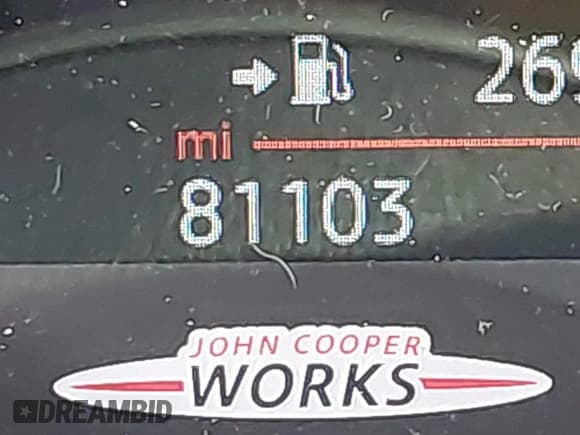 mi
81103
JOHN COOPER
WORKS
DREAMBID